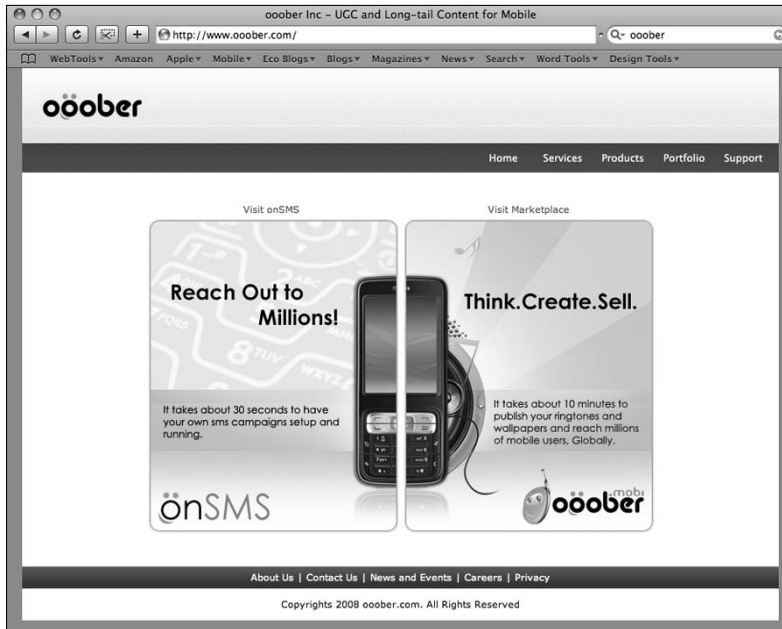 ooober Inc – UGC and Long-tail Content for Mobile
http://www.ooober.com/
ooober
WebTools Amazon Apple Mobile Eco Blogs Blogs Magazines News Search Word Tools Design Tools
oöober
Home Services Products Portfolio Support
Visit onSMS
Visit Marketplace
Reach Out to
Millions!
It takes about 30 seconds to have
your own sms campaigns setup and
running.
önSMS
Think.Create.Sell.
It takes about 10 minutes to
publish your ringtones and
wallpapers and reach millions
of mobile users, Globally.
.mobi
oöober
About Us | Contact Us | News and Events | Careers | Privacy
Copyrights 2008 ooober.com. All Rights Reserved